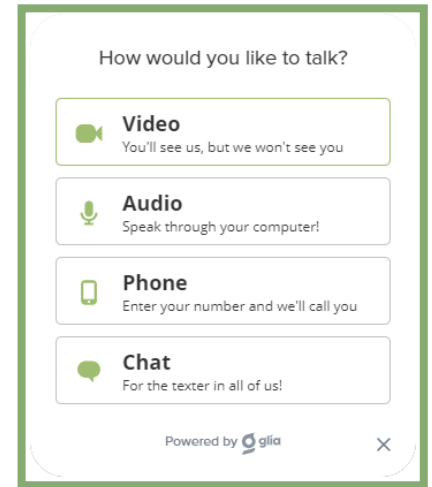 How would you like to talk?
Video
You'll see us, but we won't see you
Audio
Speak through your computer!
Phone
Enter your number and we'll call you
Chat
For the texter in all of us!
Powered by glia